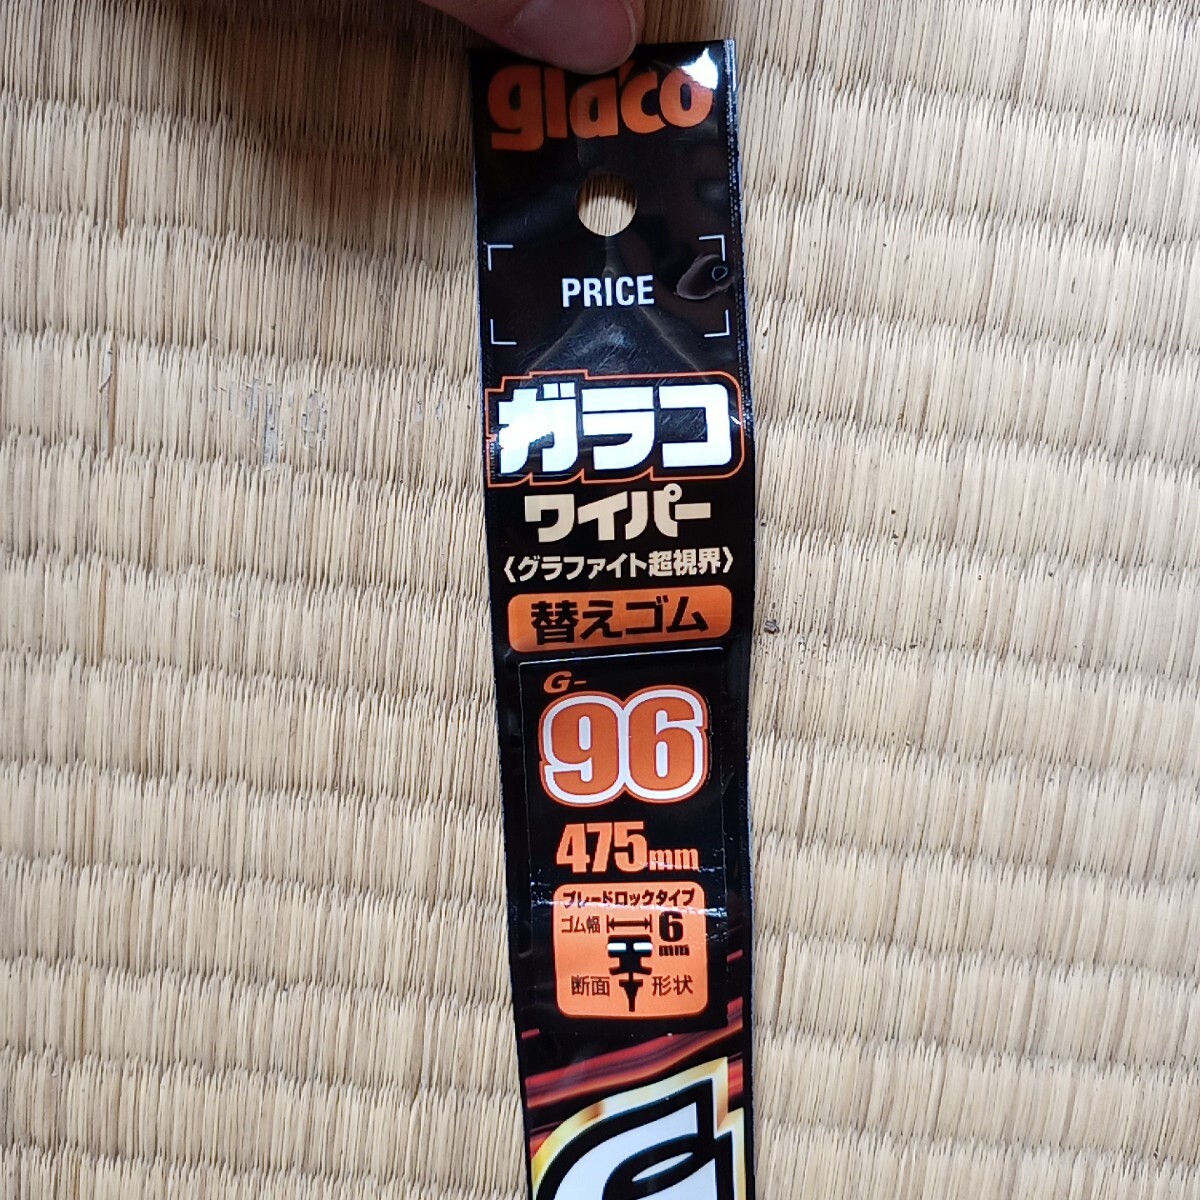 glaco
PRICE
ガラコ
ワイパー
〈グラファイト超視界〉
替えゴム
G-
96
475mm
ブレードロックタイプ
ゴム幅 6mm
断面 形状